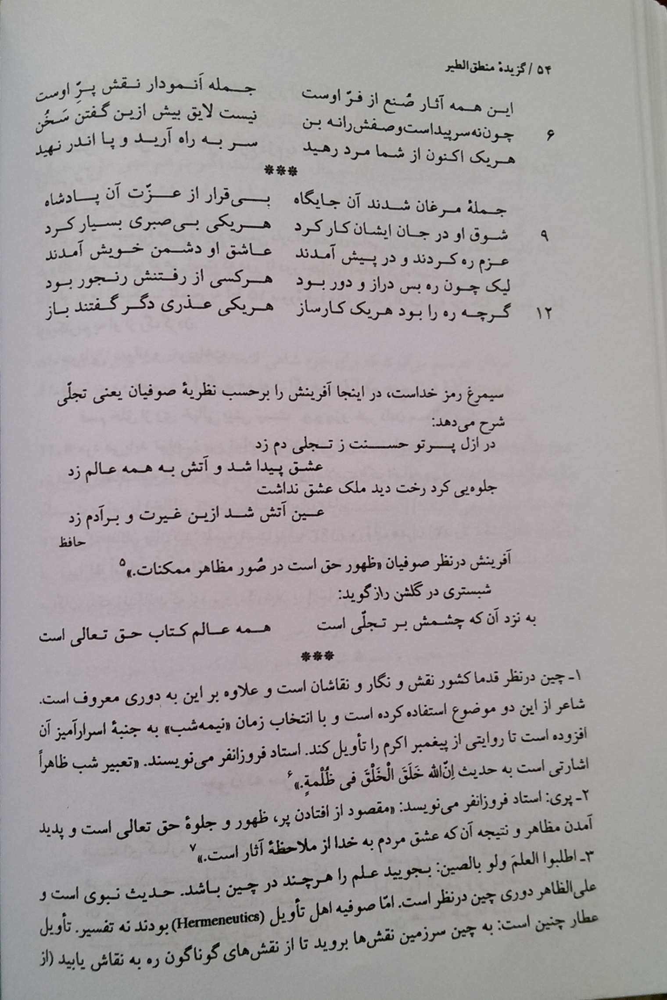 ۵۴ / گزیدهٔ منطق‌الطیر
این همه آثار صُنع از فرّ اوست جمله اَنمودار نقش پرِّ اوست
۶ چون نه سر پیداست وصفش را نه بن نیست لایق بیش ازین گفتن سَخُن
هریک اکنون از شما مرد رهید سر به راه آرید و پا اندر نهید
***
جملهٔ مرغان شدند آن جایگاه بی‌قرار از عزّت آن پادشاه
۹ شوق او در جان ایشان کار کرد هریکی بی‌صبری بسیار کرد
عزم ره کردند و در پیش آمدند عاشق او دشمن خویش آمدند
لیک چون ره بس دراز و دور بود هرکسی از رفتنش رنجور بود
۱۲ گرچه ره را بود هریک کارساز هریکی عذری دگر گفتند باز
سیمرغ رمز خداست، در اینجا آفرینش را برحسب نظریهٔ صوفیان یعنی تجلّی
شرح می‌دهد:
در ازل پرتو حسنت ز تجلی دم زد
عشق پیدا شد و آتش به همه عالم زد
جلوه‌یی کرد رخت دید ملک عشق نداشت
عین آتش شد ازین غیرت و برآدم زد
حافظ
آفرینش درنظر صوفیان «ظهور حق است در صُور مظاهر ممکنات.»۵
شبستری در گلشن راز گوید:
به نزد آن که چشمش بر تجلّی است همه عالم کتاب حق تعالی است
***
۱ـ چین درنظر قدما کشور نقش و نگار و نقاشان است و علاوه بر این به دوری معروف است.
شاعر از این دو موضوع استفاده کرده است و با انتخاب زمان «نیمه‌شب» به جنبهٔ اسرارآمیز آن
افزوده است تا روایتی از پیغمبر اکرم را تأویل کند. استاد فروزانفر می‌نویسند. «تعبیر شب ظاهراً
اشارتی است به حدیث اِنّ‌الله خَلَقَ الْخَلْقَ فی ظُلْمةٍ.»۶
۲ـ پری: استاد فروزانفر می‌نویسد: «مقصود از افتادن پر، ظهور و جلوهٔ حق تعالی است و پدید
آمدن مظاهر و نتیجه آن که عشق مردم به خدا از ملاحظهٔ آثار است.»۷
۳ـ اطلبوا العلمَ ولو بالصین: بجویید علم را هرچند در چین باشد. حدیث نبوی است و
علی‌الظاهر دوری چین درنظر است. امّا صوفیه اهل تأویل (Hermeneutics) بودند نه تفسیر. تأویل
عطار چنین است: به چین سرزمین نقش‌ها بروید تا از نقش‌های گوناگون ره به نقاش یابید (از